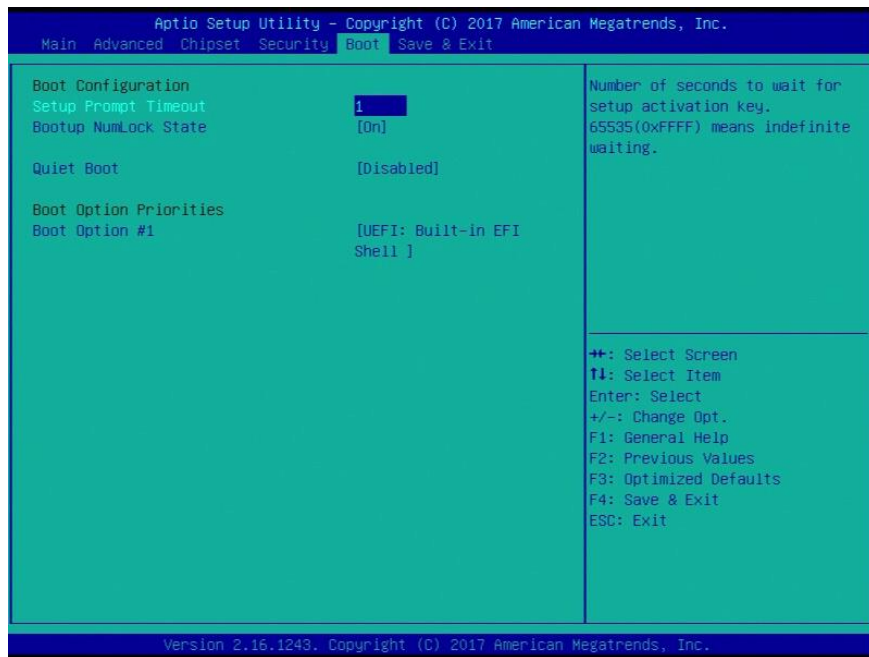 Aptio Setup Utility – Copyright (C) 2017 American Megatrends, Inc.
Main Advanced Chipset Security Boot Save & Exit
Boot Configuration
Setup Prompt Timeout 1
Bootup NumLock State [On]
Quiet Boot [Disabled]
Boot Option Priorities
Boot Option #1 [UEFI: Built-in EFI
Shell ]
Number of seconds to wait for
setup activation key.
65535(0xFFFF) means indefinite
waiting.
→←: Select Screen
↑↓: Select Item
Enter: Select
+/-: Change Opt.
F1: General Help
F2: Previous Values
F3: Optimized Defaults
F4: Save & Exit
ESC: Exit
Version 2.16.1243. Copyright (C) 2017 American Megatrends, Inc.